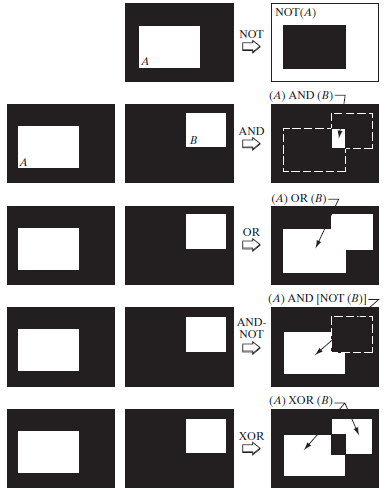 NOT
NOT(A)
A
(A) AND (B)
A
B
AND
(A) OR (B)
OR
(A) AND [NOT (B)]
AND-
NOT
(A) XOR (B)
XOR